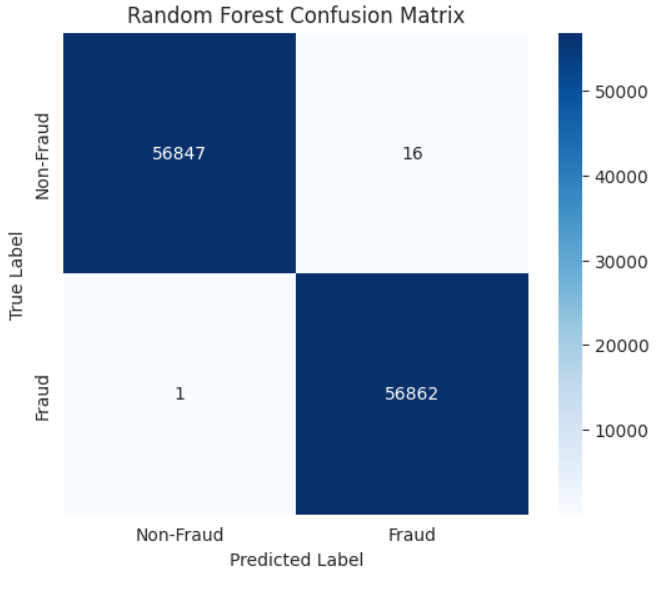 Random Forest Confusion Matrix
True Label
Non-Fraud
Fraud
56847
16
1
56862
Non-Fraud
Fraud
Predicted Label
50000
40000
30000
20000
10000